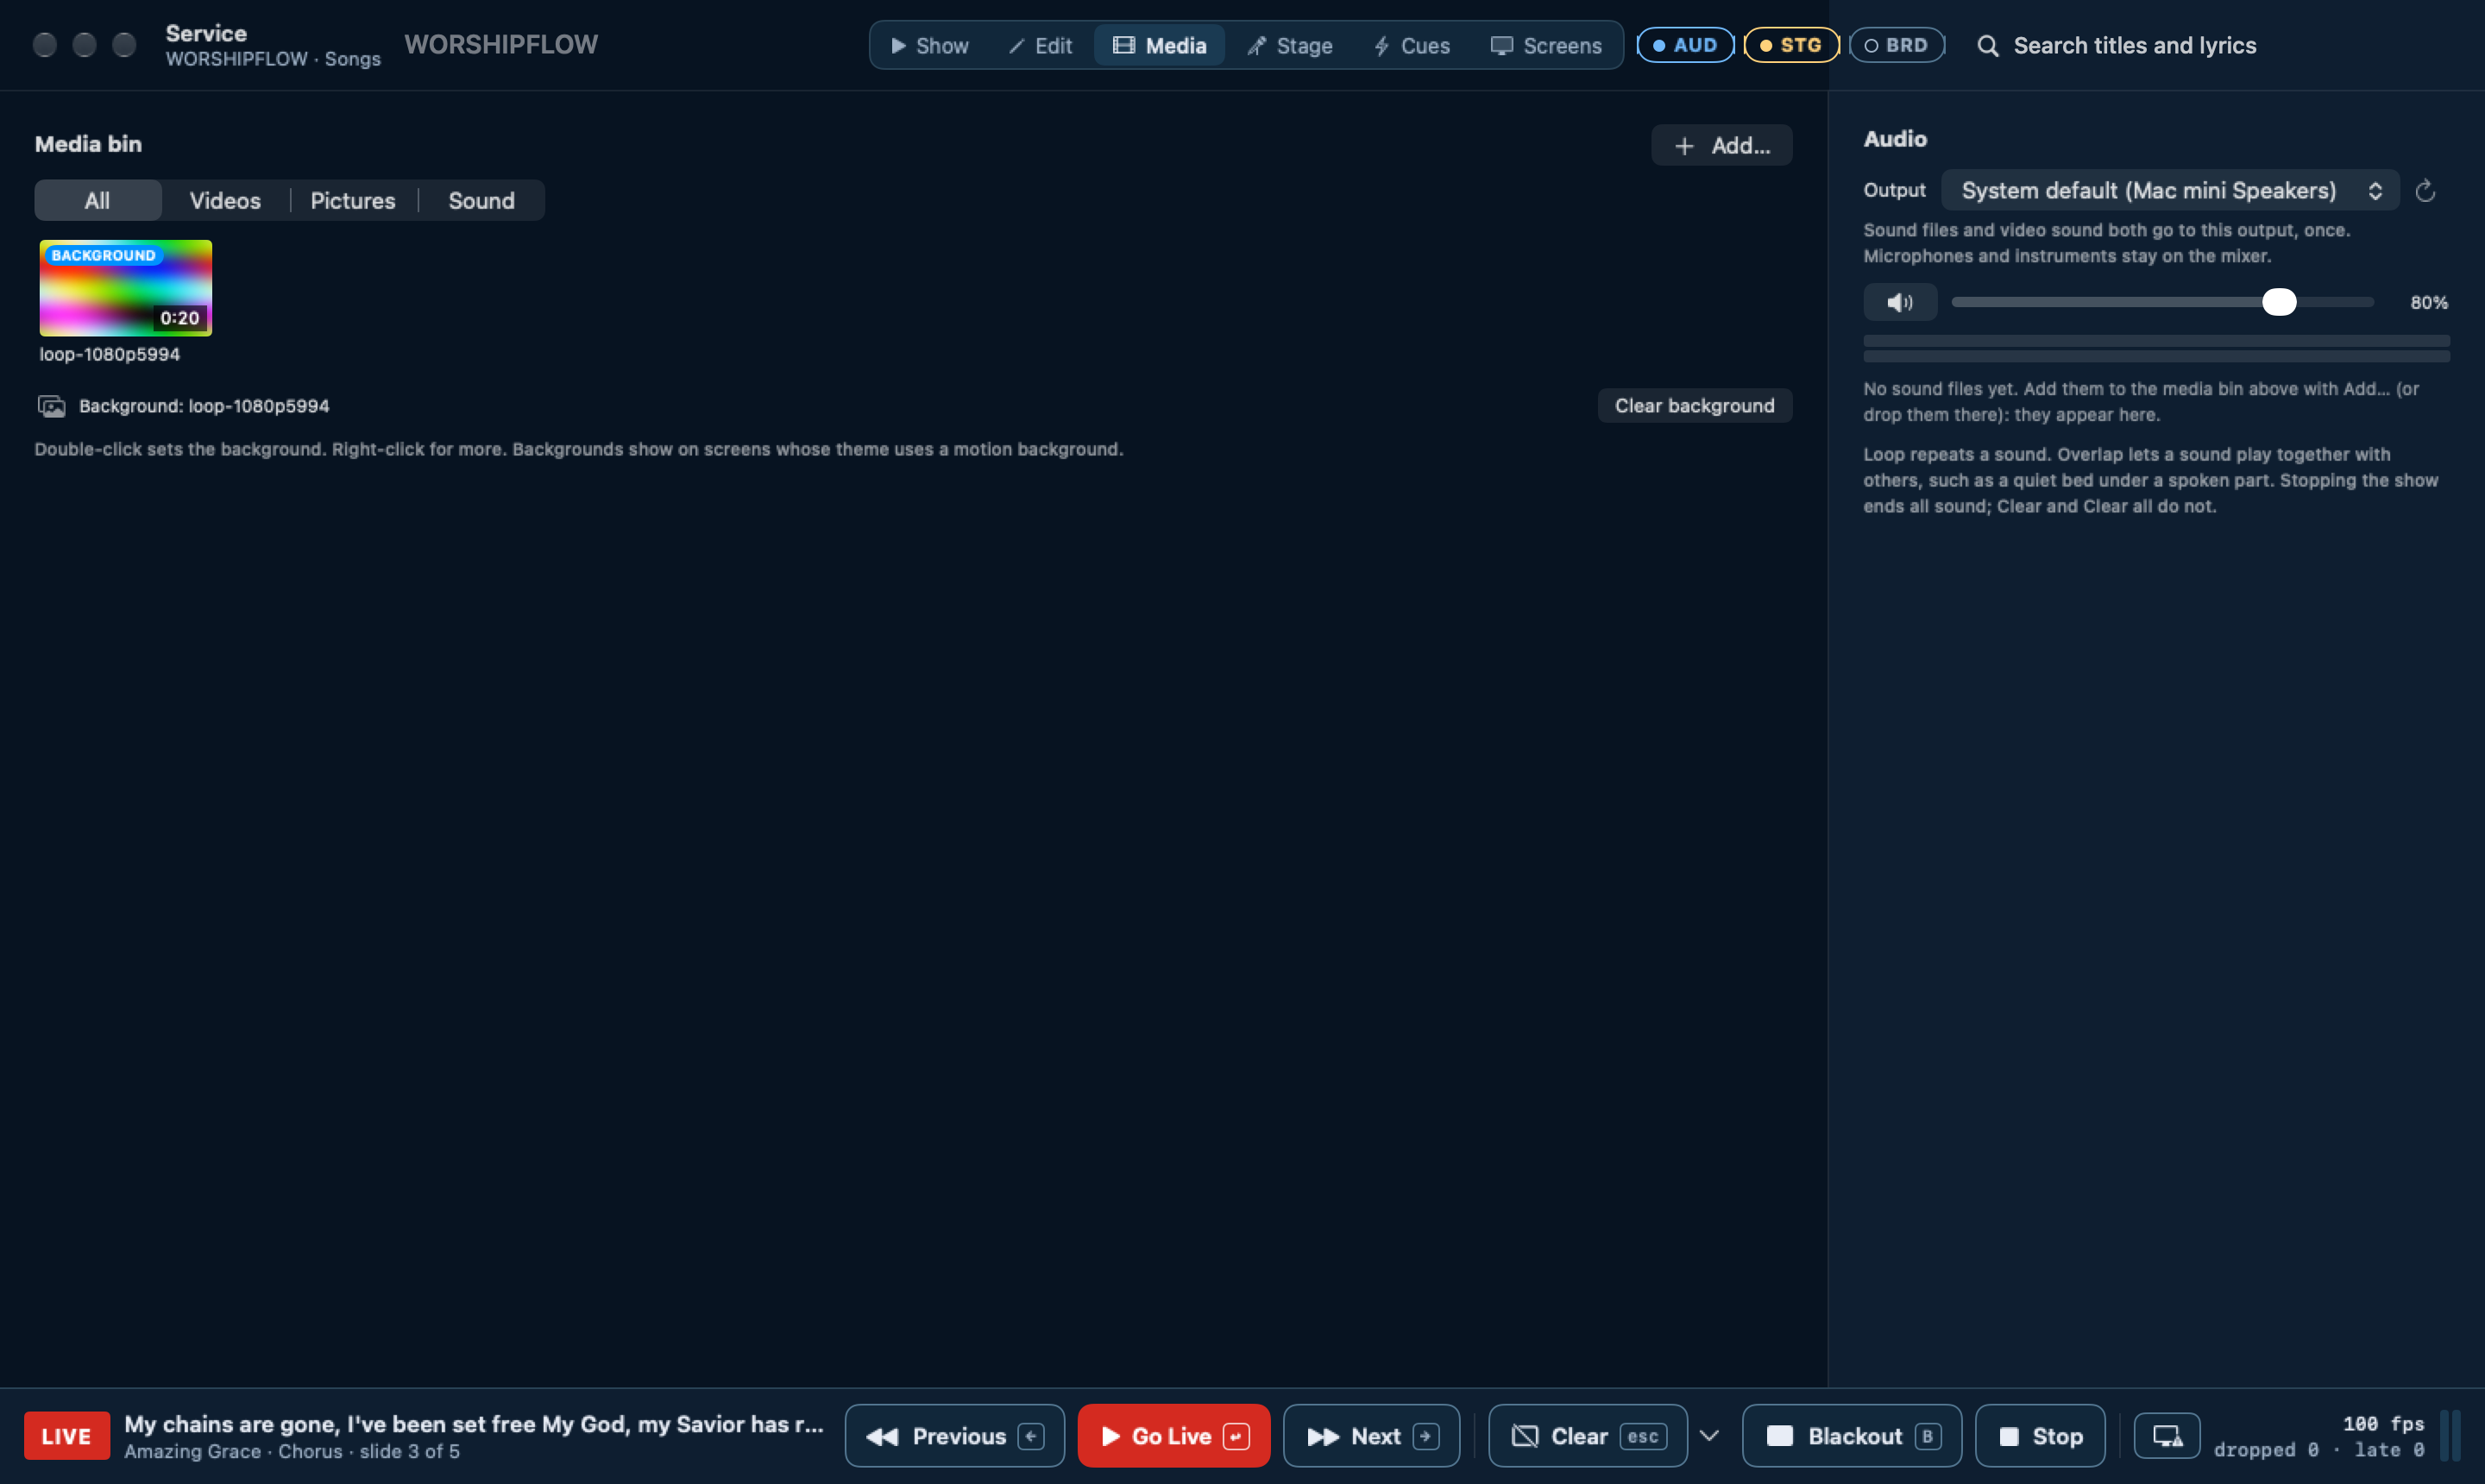 Service
WORSHIPFLOW · Songs
WORSHIPFLOW
Show
Edit
Media
Stage
Cues
Screens
AUD
STG
BRD
Search titles and lyrics
Media bin
Add...
All
Videos
Pictures
Sound
BACKGROUND
0:20
loop-1080p5994
Background: loop-1080p5994
Clear background
Double-click sets the background. Right-click for more. Backgrounds show on screens whose theme uses a motion background.
Audio
Output
System default (Mac mini Speakers)
Sound files and video sound both go to this output, once.
Microphones and instruments stay on the mixer.
80%
No sound files yet. Add them to the media bin above with Add... (or
drop them there): they appear here.
Loop repeats a sound. Overlap lets a sound play together with
others, such as a quiet bed under a spoken part. Stopping the show
ends all sound; Clear and Clear all do not.
LIVE
My chains are gone, I've been set free My God, my Savior has r...
Amazing Grace · Chorus · slide 3 of 5
Previous
Go Live
Next
Clear esc
Blackout B
Stop
100 fps
dropped 0 · late 0